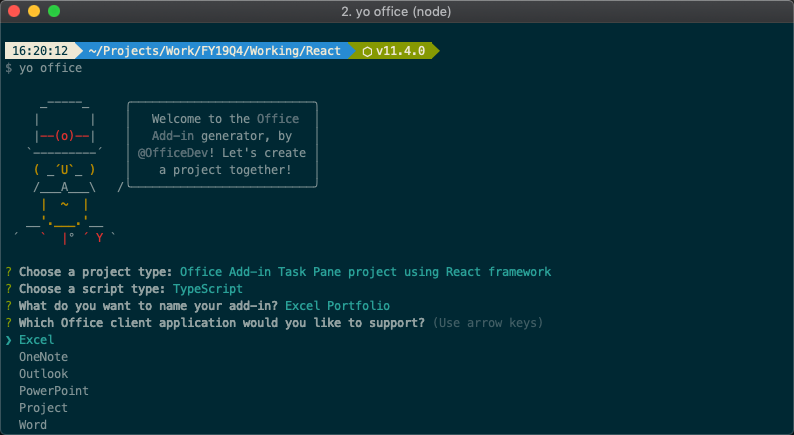 2. yo office (node)
16:20:12 ~/Projects/Work/FY19Q4/Working/React ⬡ v11.4.0
$ yo office
Welcome to the Office
Add-in generator, by
@OfficeDev! Let's create
a project together!
? Choose a project type: Office Add-in Task Pane project using React framework
? Choose a script type: TypeScript
? What do you want to name your add-in? Excel Portfolio
? Which Office client application would you like to support? (Use arrow keys)
❯ Excel
OneNote
Outlook
PowerPoint
Project
Word